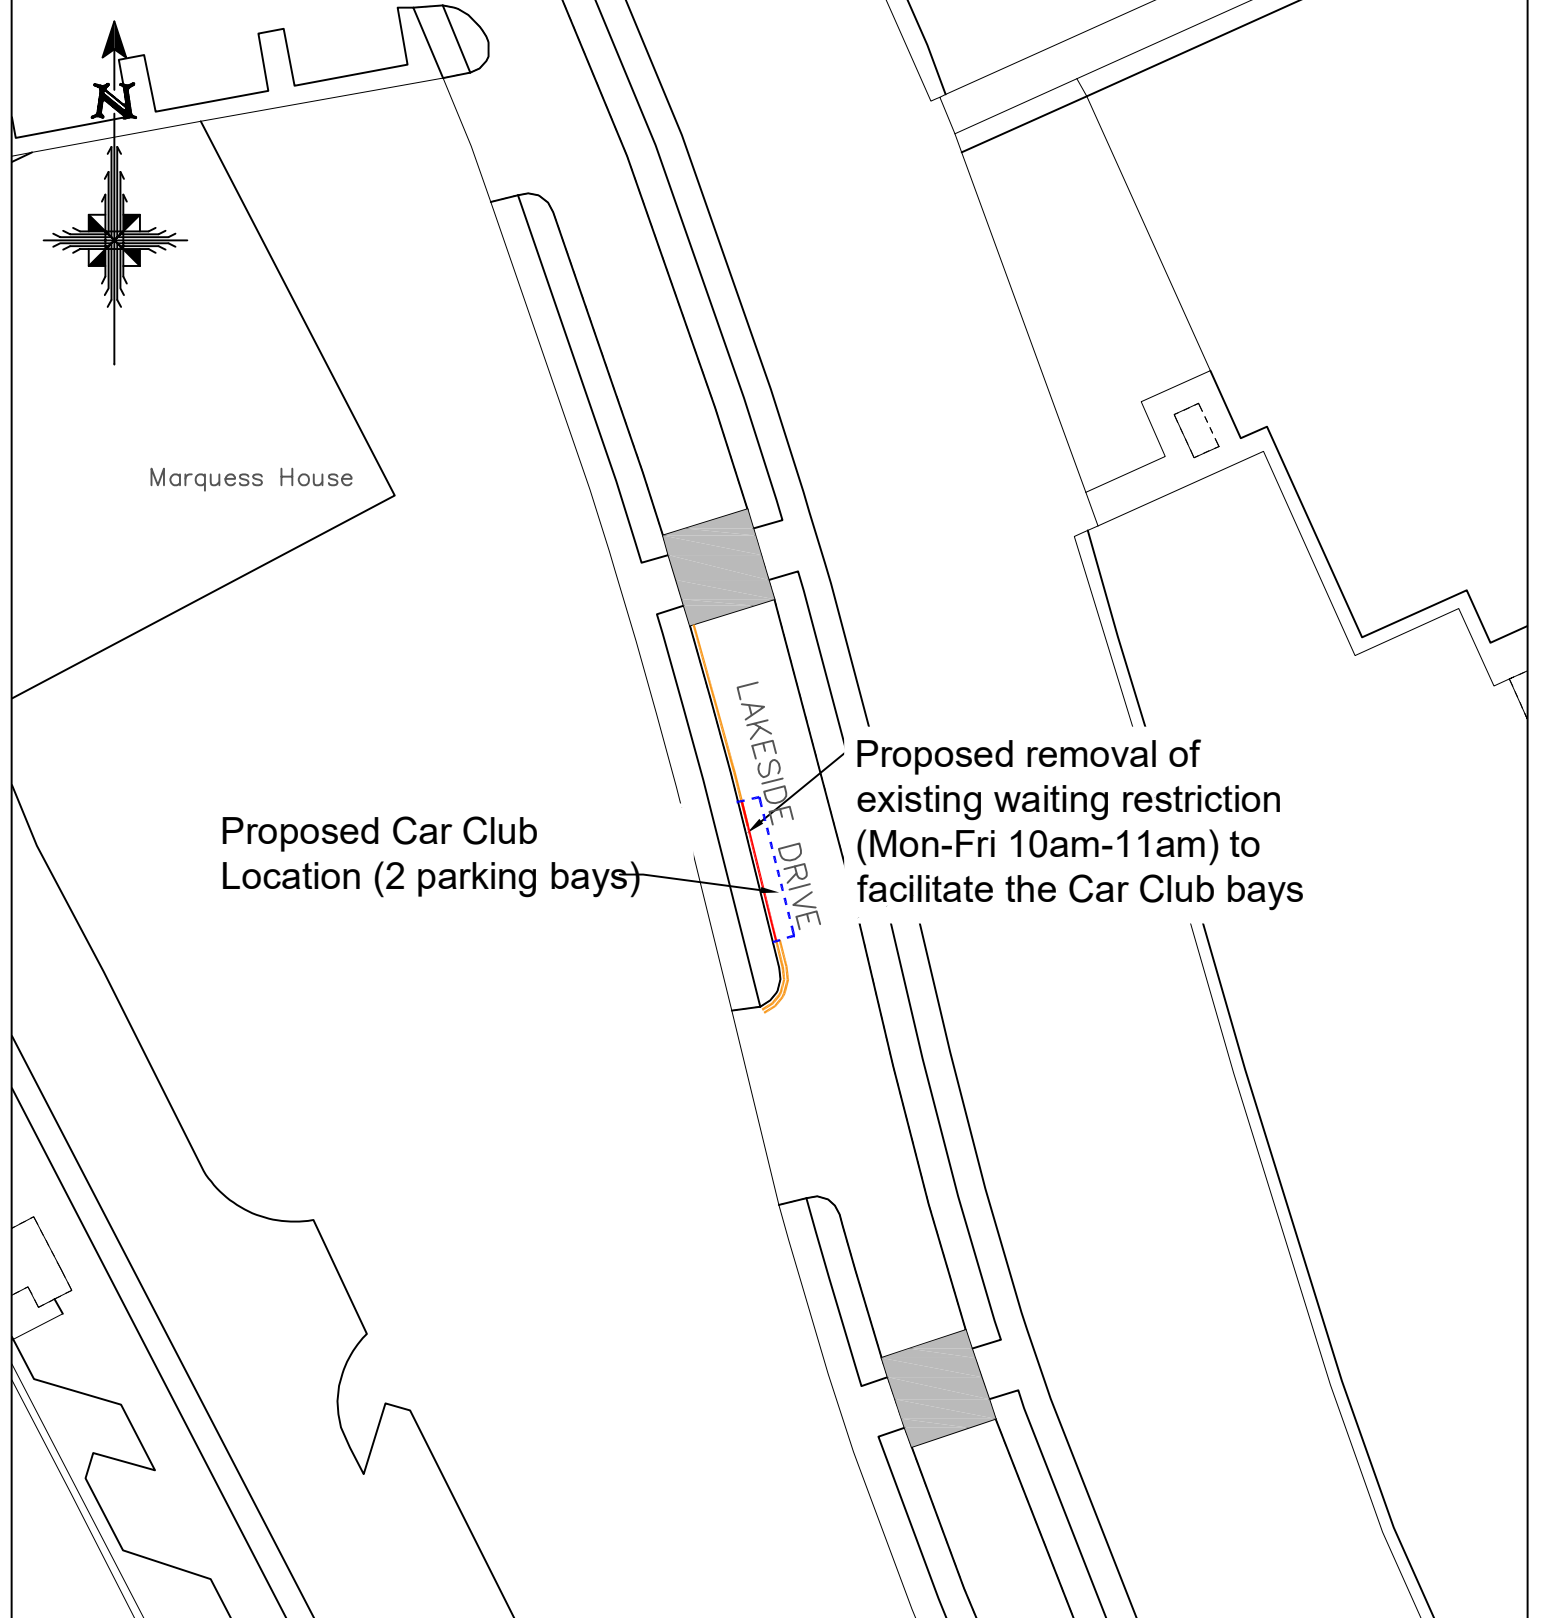 N
Marquess House
LAKESIDE DRIVE
Proposed removal of
existing waiting restriction
(Mon-Fri 10am-11am) to
facilitate the Car Club bays
Proposed Car Club
Location (2 parking bays)